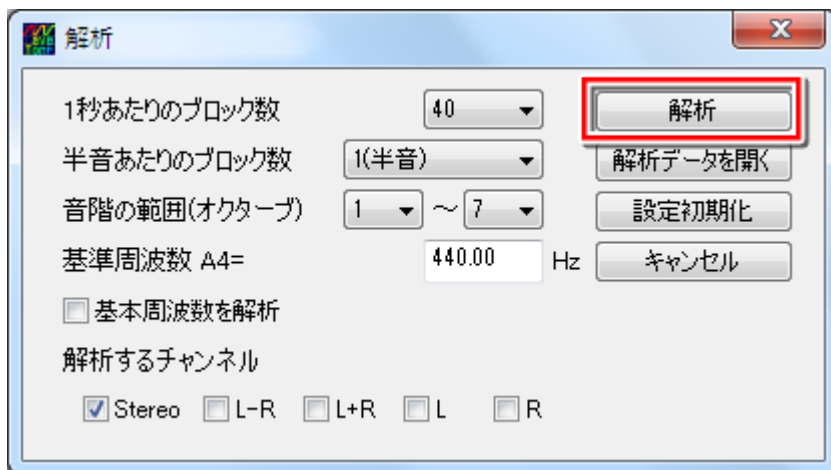 解析
1秒あたりのブロック数 40 解析
半音あたりのブロック数 1(半音) 解析データを開く
音階の範囲(オクターブ) 1 ～ 7 設定初期化
基準周波数 A4= 440.00 Hz キャンセル
基本周波数を解析
解析するチャンネル
Stereo L-R L+R L R